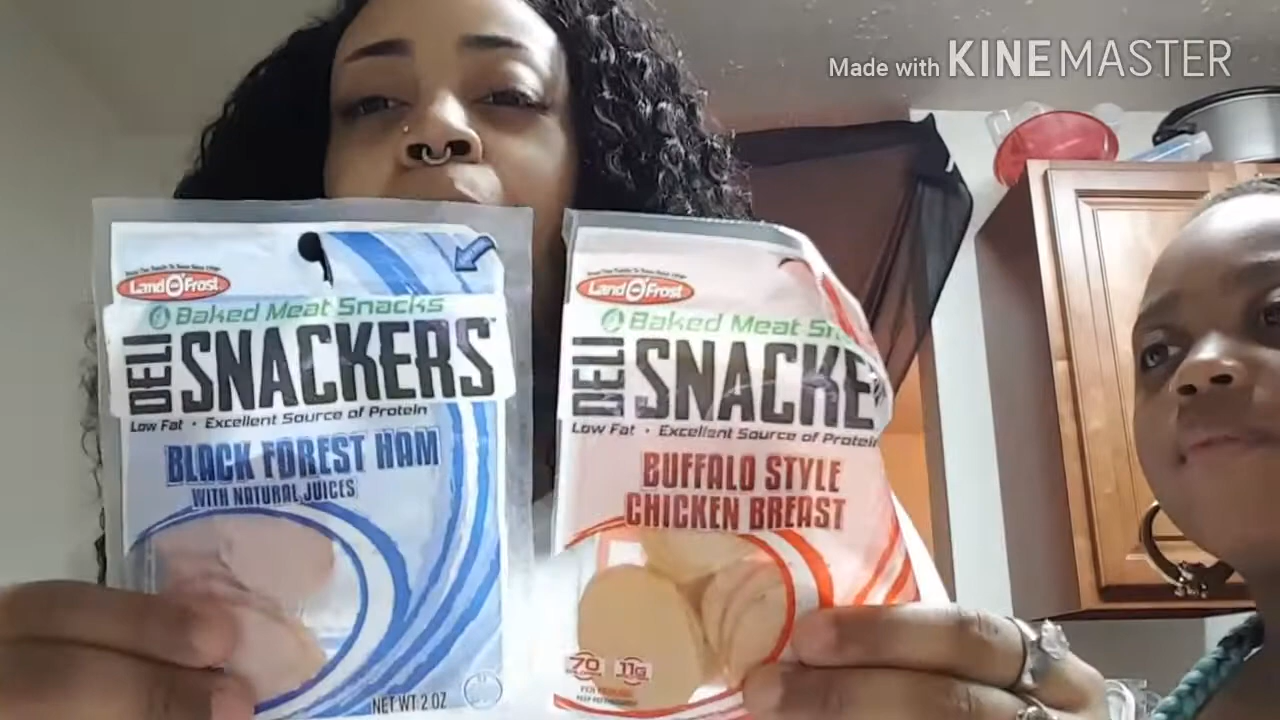 Made with KINEMASTER
Land O' Frost
Baked Meat Snacks
DELI SNACKERS
Low Fat • Excellent Source of Protein
BLACK FOREST HAM
WITH NATURAL JUICES
NET WT 2 OZ
Land O' Frost
Baked Meat Sn
DELI SNACKE
Low Fat • Excellent Source of Protein
BUFFALO STYLE
CHICKEN BREAST
70 11g